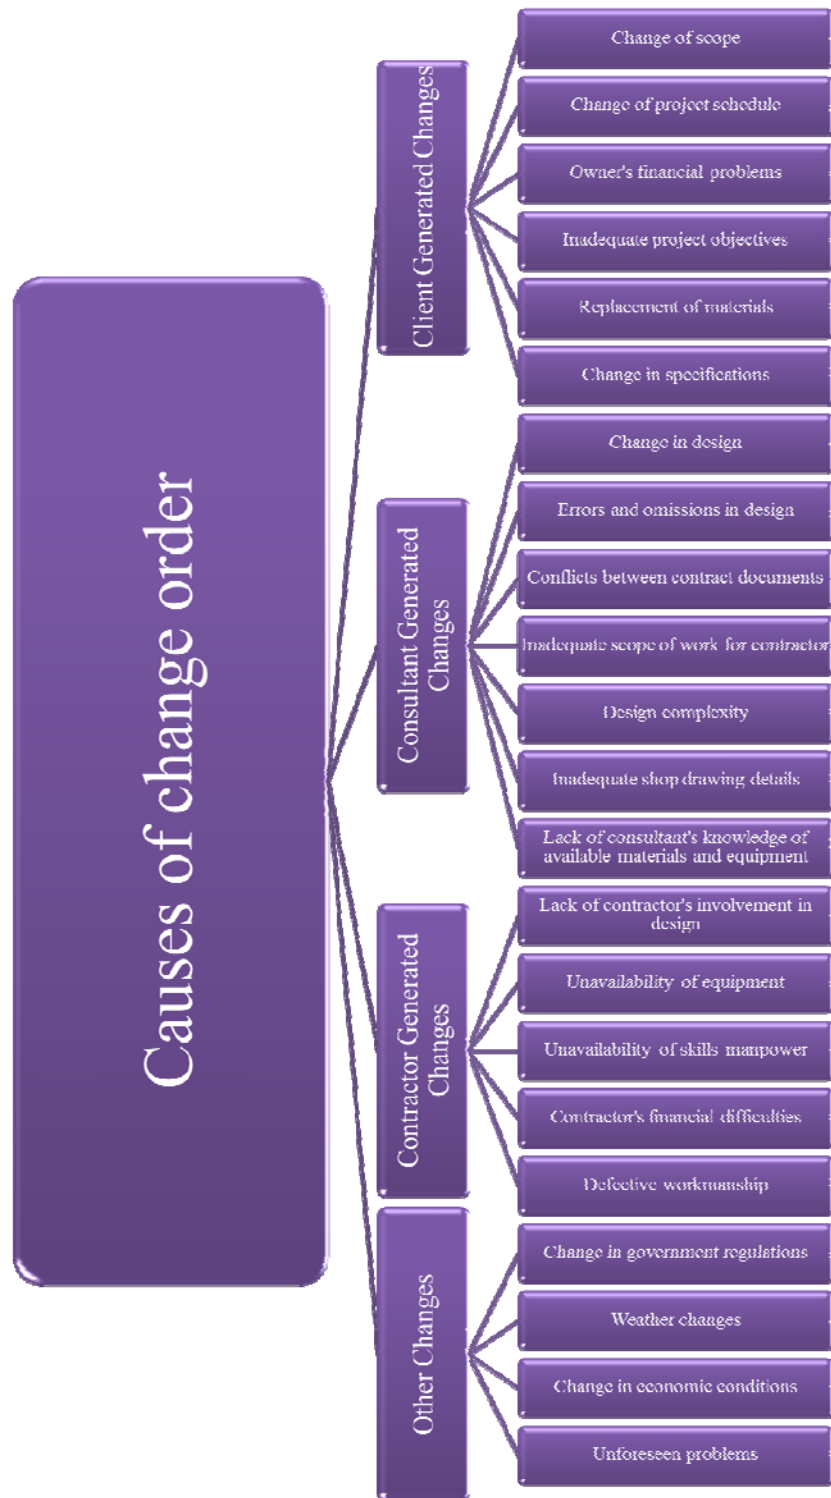 Causes of change order
Client Generated Changes
Change of scope
Change of project schedule
Owner's financial problems
Inadequate project objectives
Replacement of materials
Change in specifications
Consultant Generated
Changes
Change in design
Errors and omissions in design
Conflicts between contract documents
Inadequate scope of work for contractor
Design complexity
Inadequate shop drawing details
Lack of consultant's knowledge of
available materials and equipment
Contractor Generated
Changes
Lack of contractor's involvement in
design
Unavailability of equipment
Unavailability of skills manpower
Contractor's financial difficulties
Defective workmanship
Other Changes
Change in government regulations
Weather changes
Change in economic conditions
Unforeseen problems